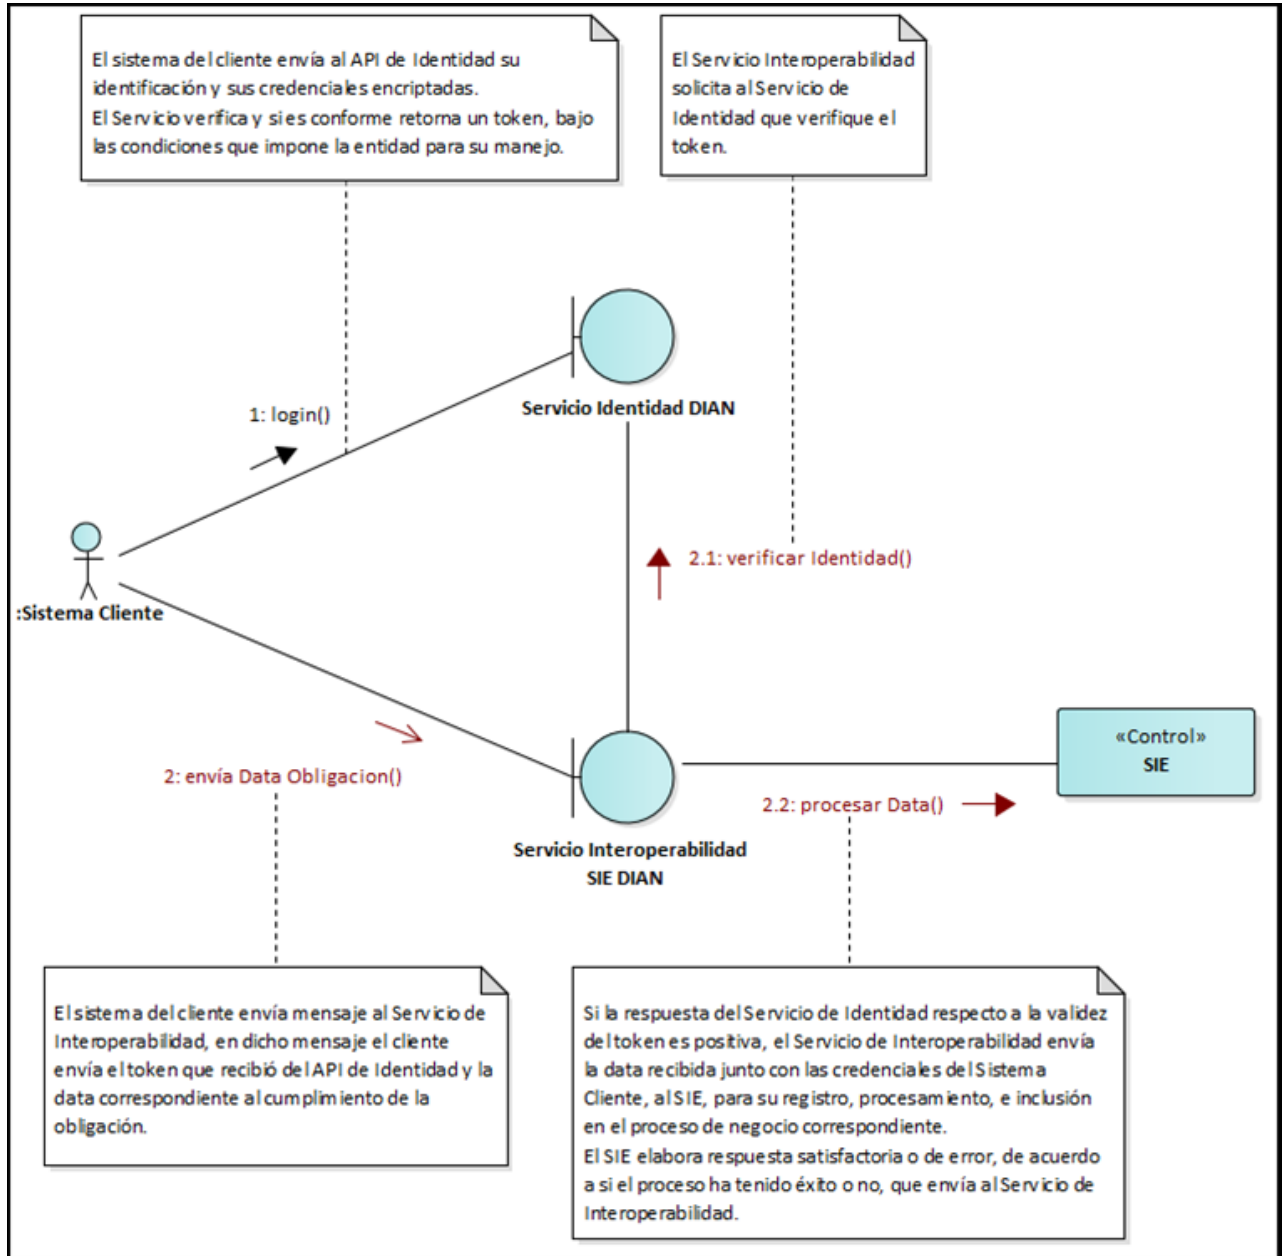 El sistema del cliente envía al API de Identidad su
identificación y sus credenciales encriptadas.
El Servicio verifica y si es conforme retorna un token, bajo
las condiciones que impone la entidad para su manejo.
El Servicio Interoperabilidad
solicita al Servicio de
Identidad que verifique el
token.
Servicio Identidad DIAN
1: login()
2.1: verificar Identidad()
:Sistema Cliente
«Control»
SIE
2: envía Data Obligacion()
2.2: procesar Data()
Servicio Interoperabilidad
SIE DIAN
El sistema del cliente envía mensaje al Servicio de
Interoperabilidad, en dicho mensaje el cliente
envía el token que recibió del API de Identidad y la
data correspondiente al cumplimiento de la
obligación.
Si la respuesta del Servicio de Identidad respecto a la validez
del token es positiva, el Servicio de Interoperabilidad envía
la data recibida junto con las credenciales del Sistema
Cliente, al SIE, para su registro, procesamiento, e inclusión
en el proceso de negocio correspondiente.
El SIE elabora respuesta satisfactoria o de error, de acuerdo
a si el proceso ha tenido éxito o no, que envía al Servicio de
Interoperabilidad.